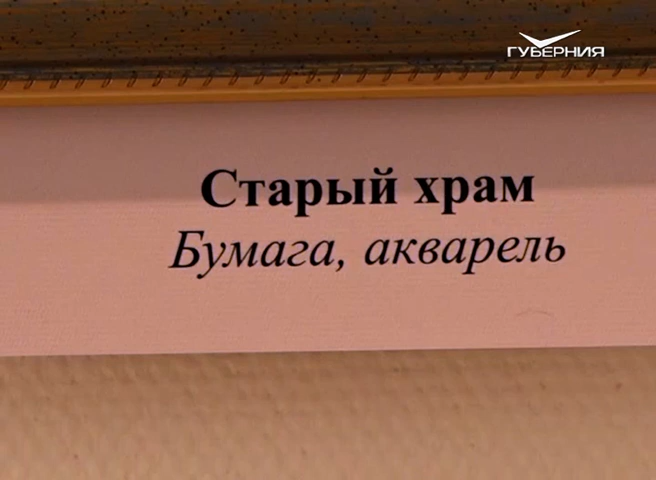 ГУБЕРНИЯ
Старый храм
Бумага, акварель